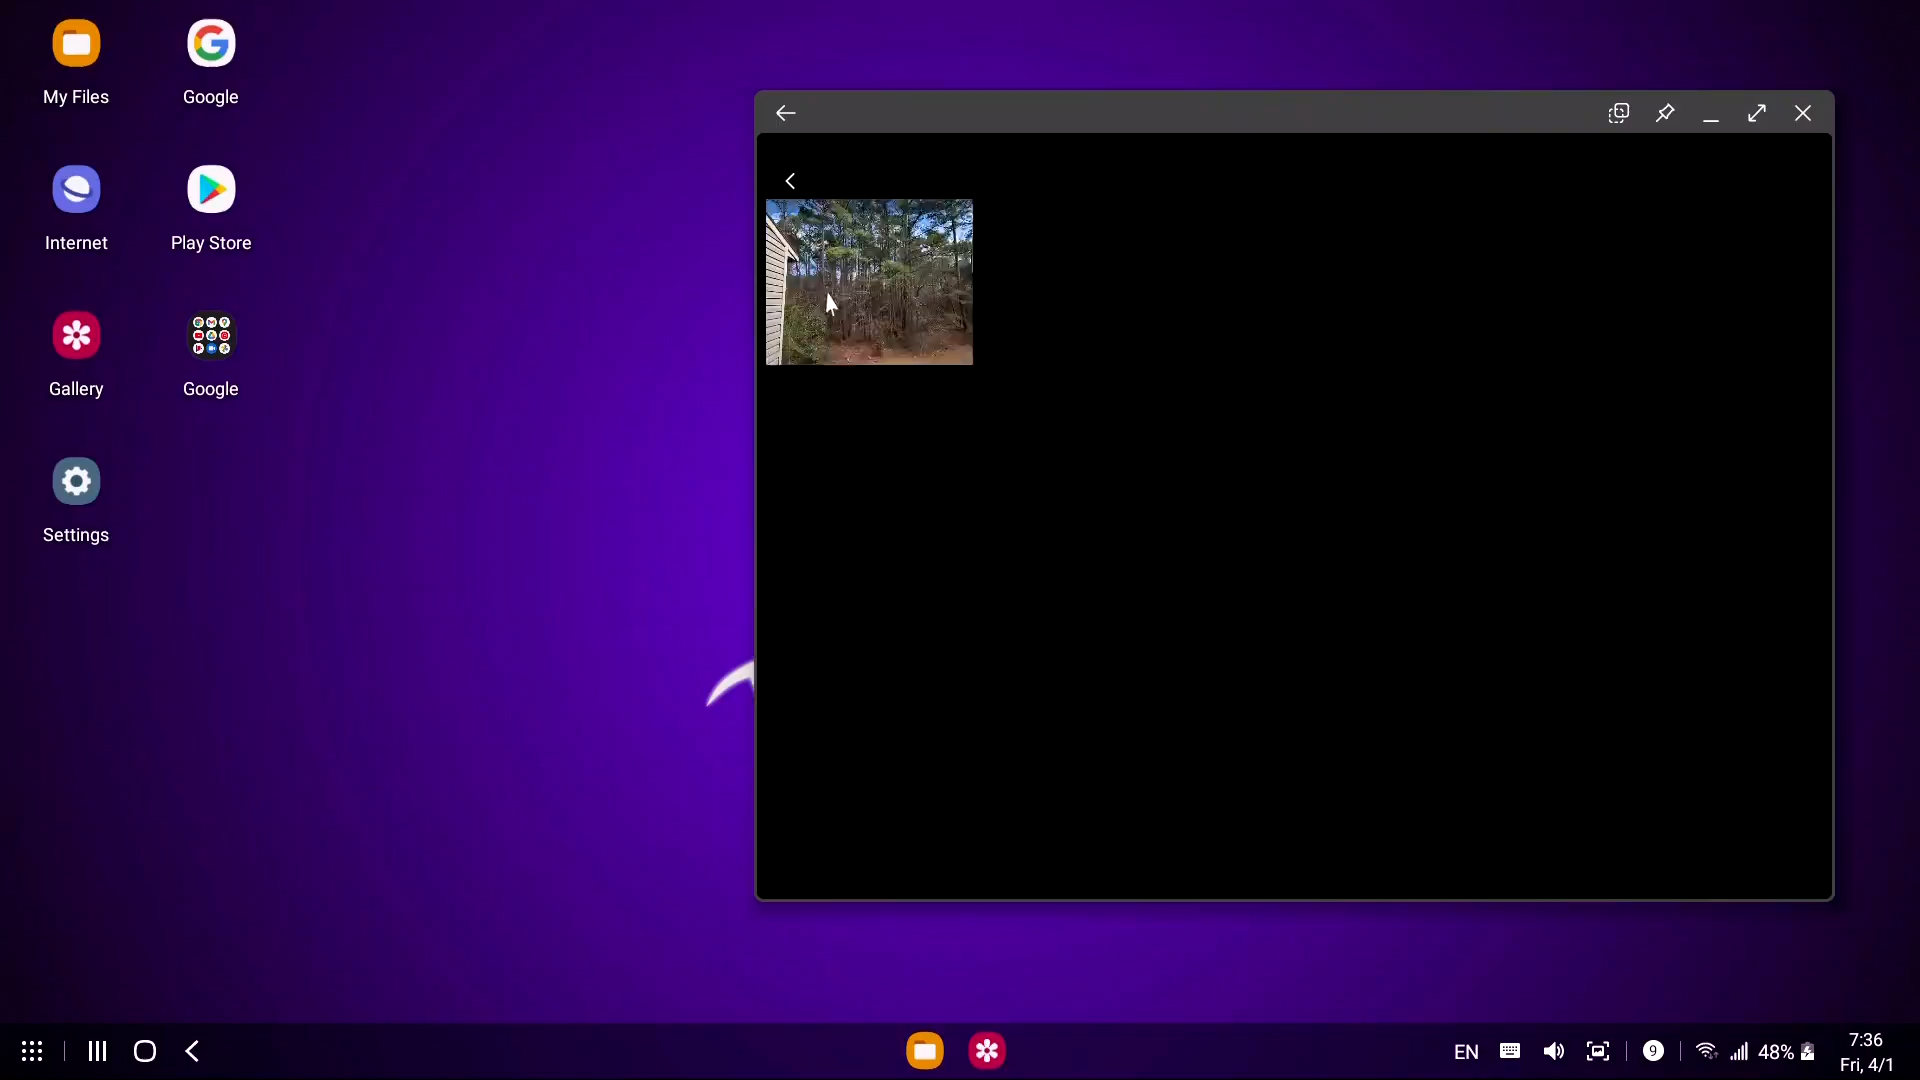 My Files
Google
Internet
Play Store
Gallery
Google
Settings
EN
9
48%
7:36
Fri, 4/1